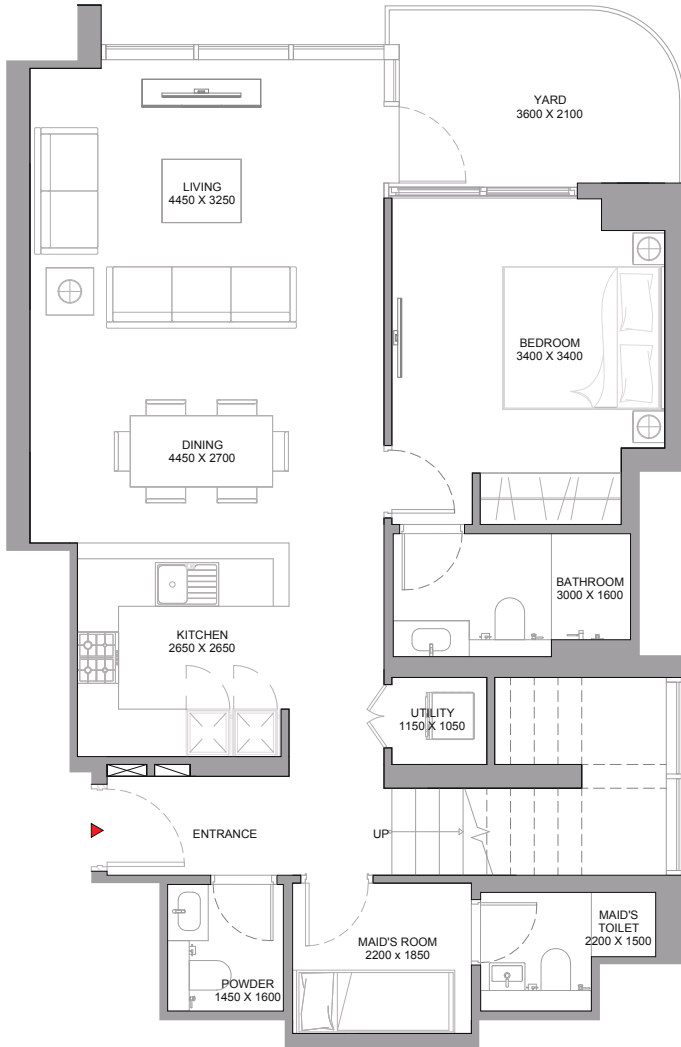 YARD
3600 X 2100
LIVING
4450 X 3250
BEDROOM
3400 X 3400
DINING
4450 X 2700
BATHROOM
3000 X 1600
KITCHEN
2650 X 2650
UTILITY
1150 X 1050
ENTRANCE
UP
MAID'S
TOILET
2200 X 1500
MAID'S ROOM
2200 x 1850
POWDER
1450 X 1600